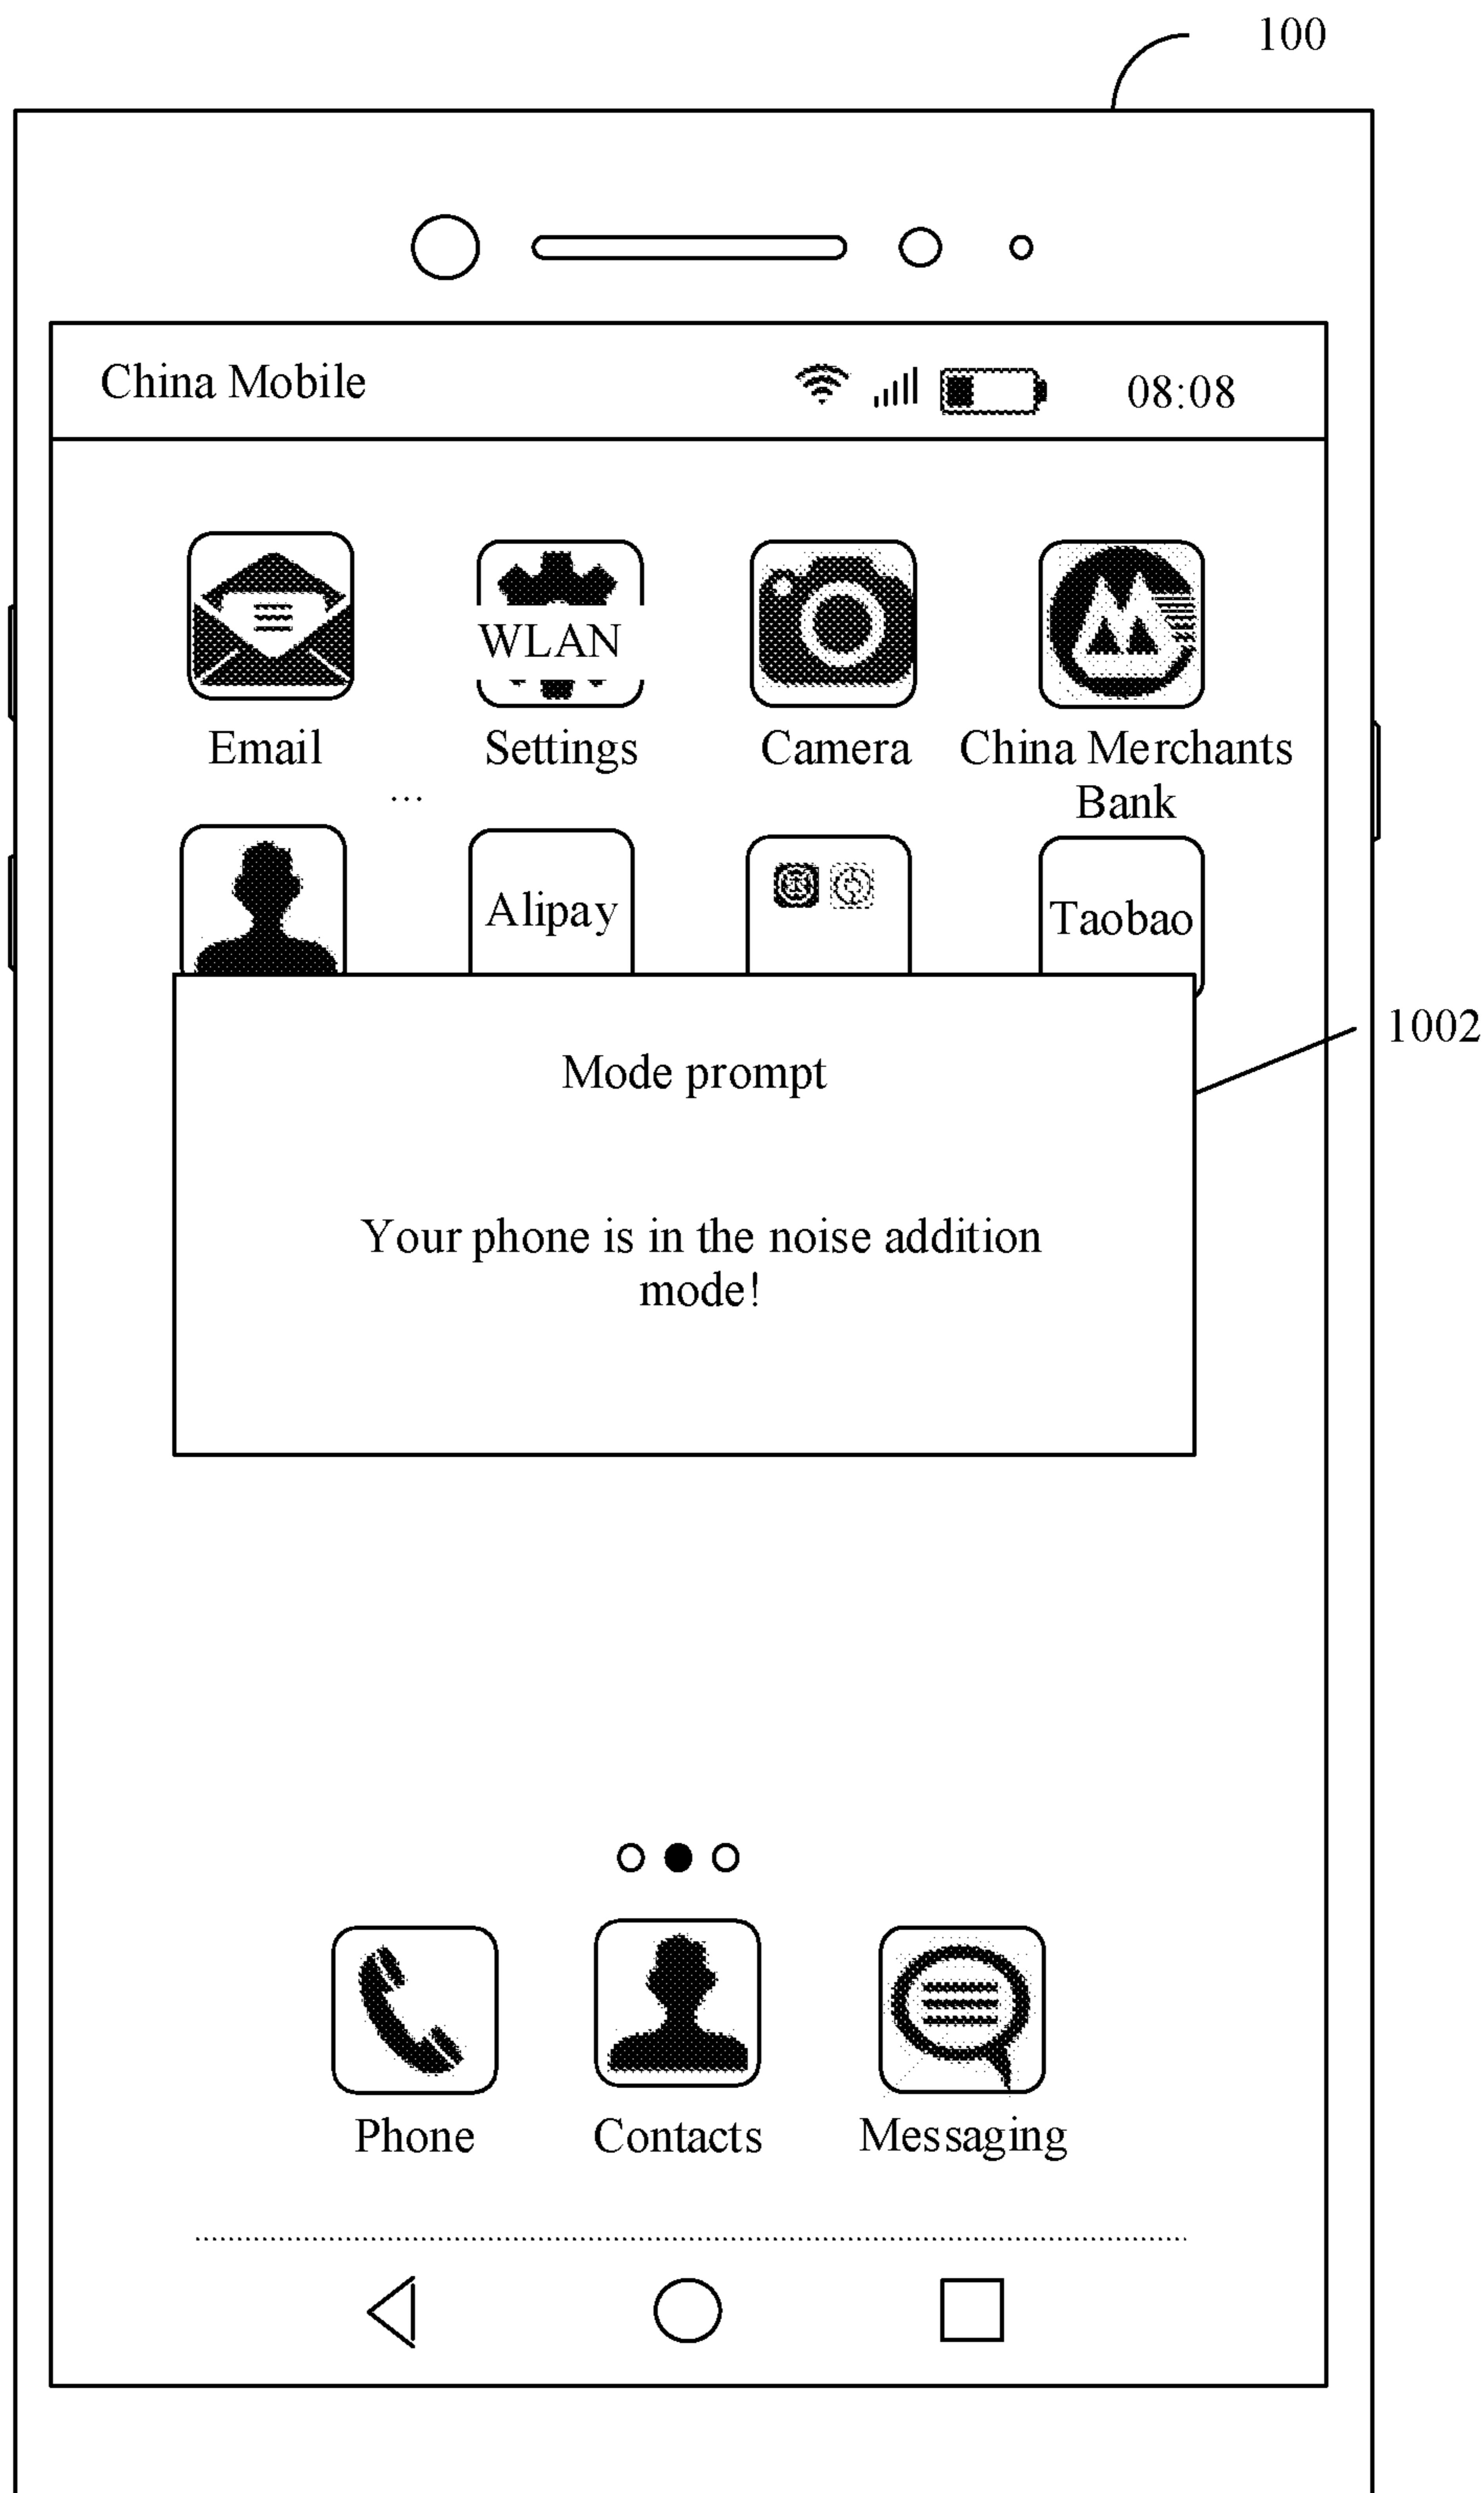 100
China Mobile 08:08
WLAN
Email Settings Camera China Merchants
Bank
...
Alipay Taobao
1002
Mode prompt
Your phone is in the noise addition
mode!
Phone Contacts Messaging